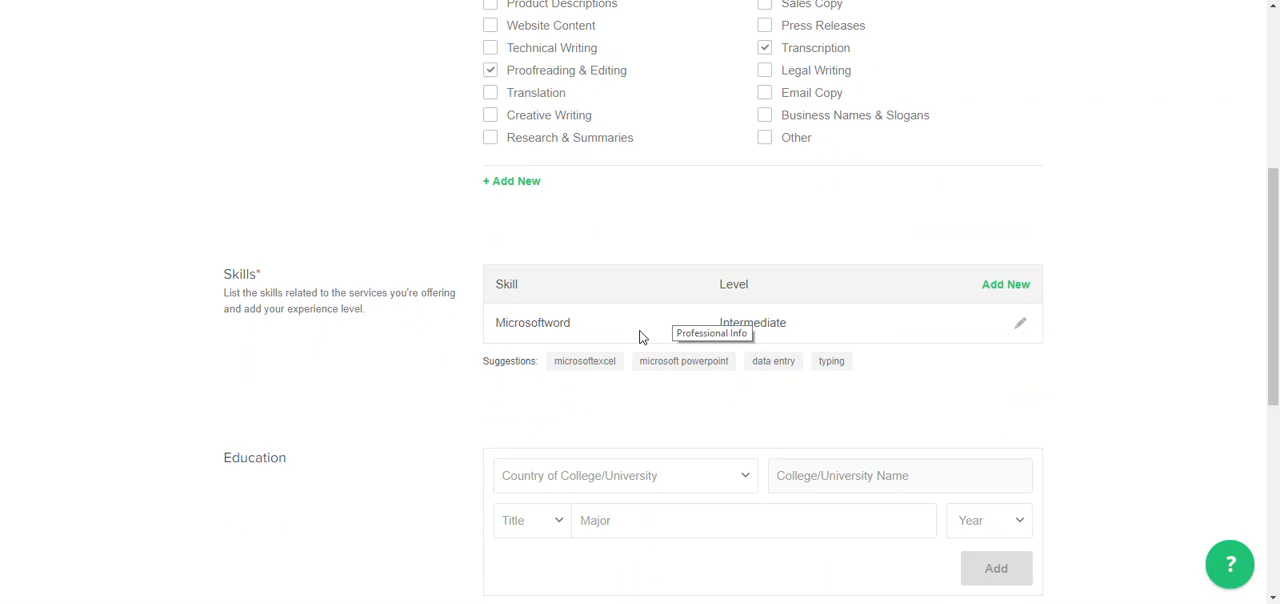 Product Descriptions
Sales Copy
Website Content
Press Releases
Technical Writing
Transcription
Proofreading & Editing
Legal Writing
Translation
Email Copy
Creative Writing
Business Names & Slogans
Research & Summaries
Other
+ Add New
Skills*
List the skills related to the services you're offering
and add your experience level.
Skill Level Add New
Microsoftword Intermediate
Professional Info
Suggestions: microsoftexcel microsoft powerpoint data entry typing
Education
Country of College/University College/University Name
Title Major Year
Add
?